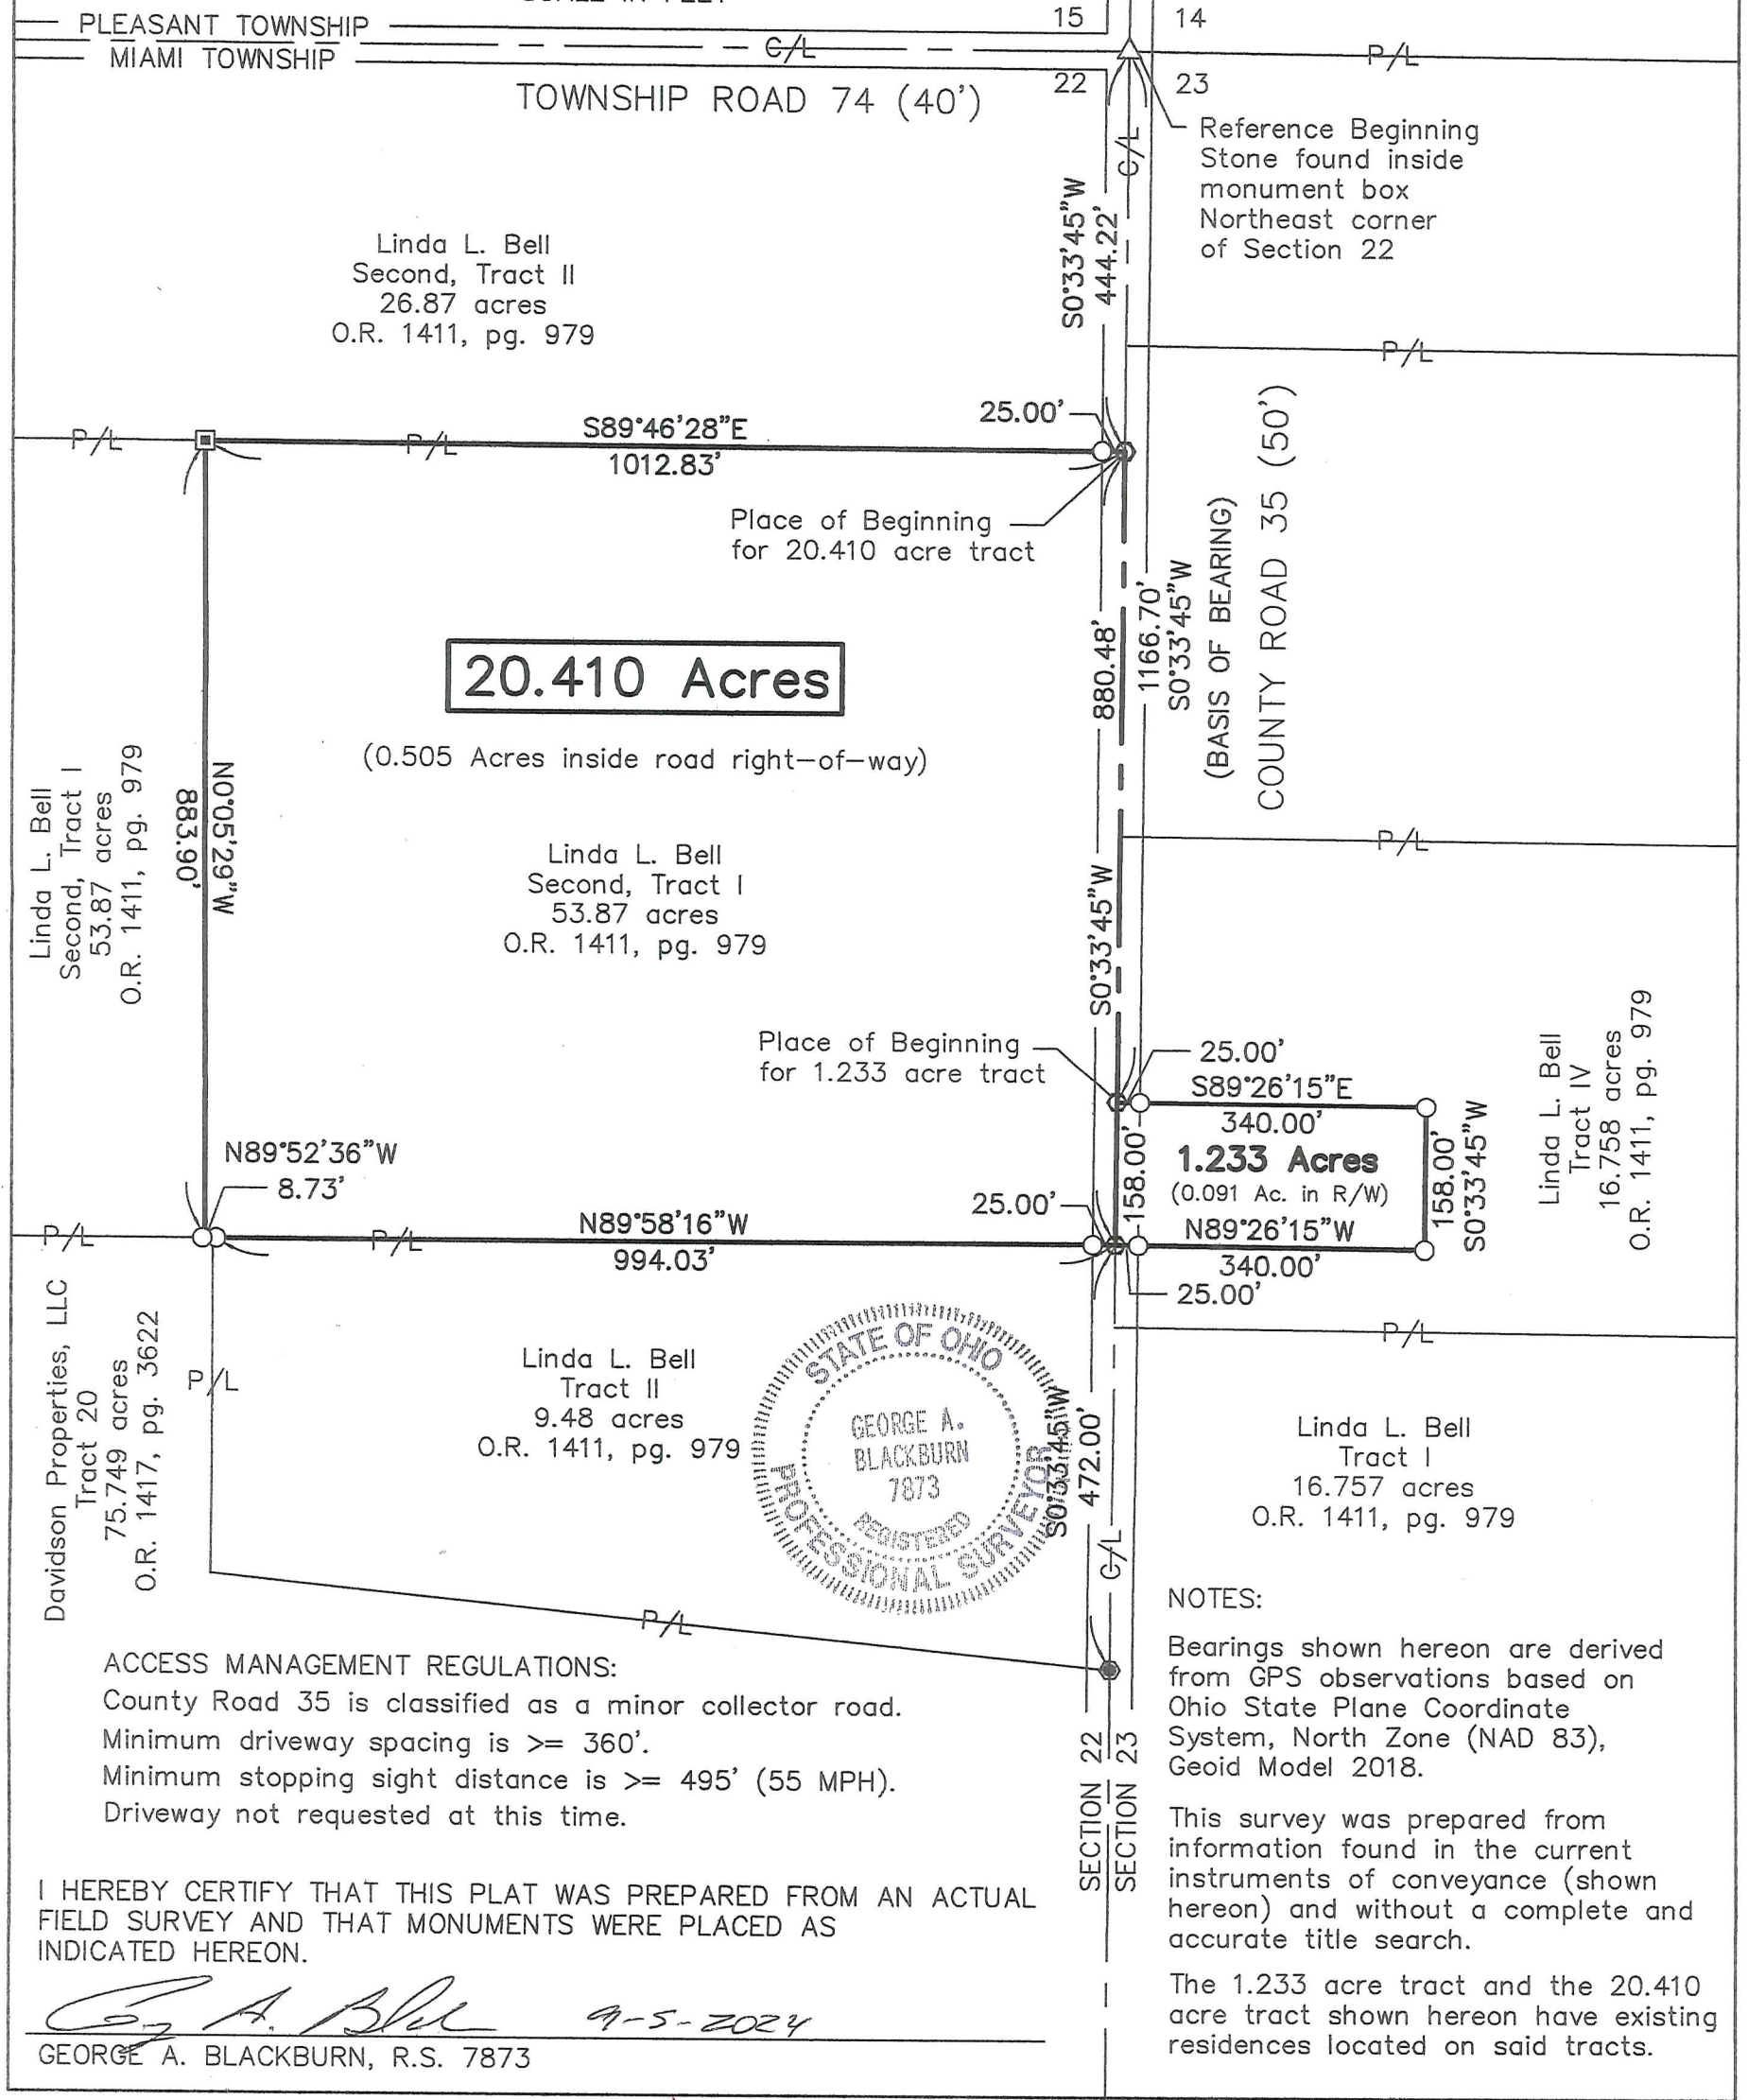 PLEASANT TOWNSHIP
MIAMI TOWNSHIP
C/L
15
14
22
23
P/L
TOWNSHIP ROAD 74 (40')
Reference Beginning
Stone found inside
monument box
Northeast corner
of Section 22
C/L
S0°33'45"W
444.22'
Linda L. Bell
Second, Tract II
26.87 acres
O.R. 1411, pg. 979
P/L
P/L
P/L
S89°46'28"E
1012.83'
25.00'
Place of Beginning
for 20.410 acre tract
COUNTY ROAD 35 (50')
(BASIS OF BEARING)
1166.70'
S0°33'45"W
880.48'
S0°33'45"W
20.410 Acres
(0.505 Acres inside road right-of-way)
P/L
Linda L. Bell
Second, Tract I
53.87 acres
O.R. 1411, pg. 979
N0°05'29"W
883.90'
Linda L. Bell
Second, Tract I
53.87 acres
O.R. 1411, pg. 979
Place of Beginning
for 1.233 acre tract
25.00'
S89°26'15"E
340.00'
1.233 Acres
(0.091 Ac. in R/W)
N89°26'15"W
340.00'
25.00'
158.00'
158.00'
S0°33'45"W
Linda L. Bell
Tract IV
16.758 acres
O.R. 1411, pg. 979
N89°52'36"W
8.73'
P/L
P/L
N89°58'16"W
994.03'
25.00'
P/L
Davidson Properties, LLC
Tract 20
75.749 acres
O.R. 1417, pg. 3622
P/L
Linda L. Bell
Tract II
9.48 acres
O.R. 1411, pg. 979
STATE OF OHIO
GEORGE A.
BLACKBURN
7873
REGISTERED
PROFESSIONAL SURVEYOR
S0°33'45"W
472.00'
C/L
Linda L. Bell
Tract I
16.757 acres
O.R. 1411, pg. 979
P/L
SECTION 22
SECTION 23
ACCESS MANAGEMENT REGULATIONS:
County Road 35 is classified as a minor collector road.
Minimum driveway spacing is >= 360'.
Minimum stopping sight distance is >= 495' (55 MPH).
Driveway not requested at this time.
NOTES:
Bearings shown hereon are derived
from GPS observations based on
Ohio State Plane Coordinate
System, North Zone (NAD 83),
Geoid Model 2018.
This survey was prepared from
information found in the current
instruments of conveyance (shown
hereon) and without a complete and
accurate title search.
The 1.233 acre tract and the 20.410
acre tract shown hereon have existing
residences located on said tracts.
I HEREBY CERTIFY THAT THIS PLAT WAS PREPARED FROM AN ACTUAL
FIELD SURVEY AND THAT MONUMENTS WERE PLACED AS
INDICATED HEREON.
9-5-2024
GEORGE A. BLACKBURN, R.S. 7873